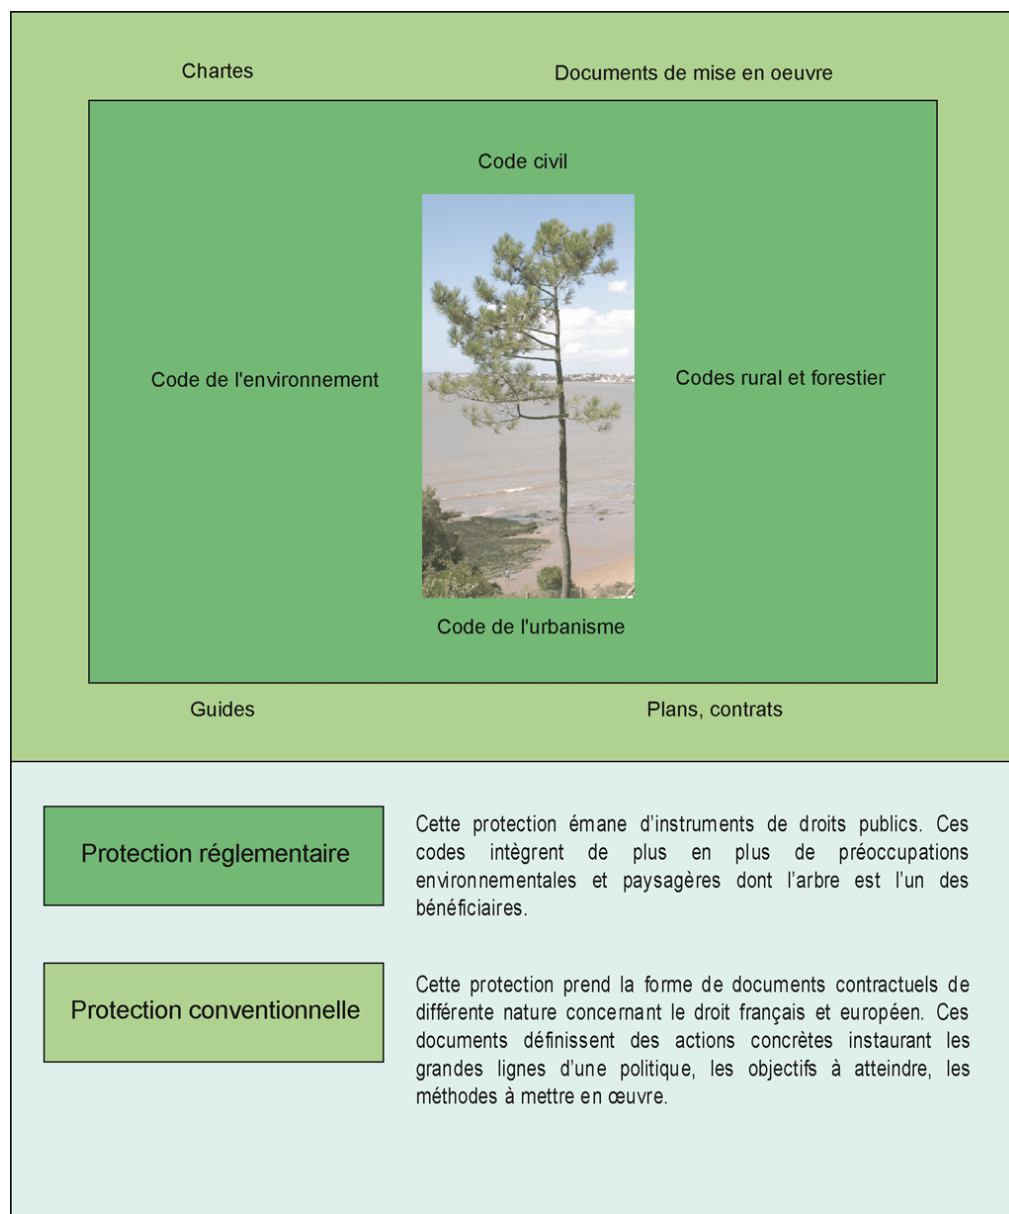 Chartes
Documents de mise en oeuvre
Code civil
Code de l'environnement
Codes rural et forestier
Code de l'urbanisme
Guides
Plans, contrats
Protection réglementaire
Cette protection émane d'instruments de droits publics. Ces
codes intègrent de plus en plus de préoccupations
environnementales et paysagères dont l'arbre est l'un des
bénéficiaires.
Protection conventionnelle
Cette protection prend la forme de documents contractuels de
différente nature concernant le droit français et européen. Ces
documents définissent des actions concrètes instaurant les
grandes lignes d'une politique, les objectifs à atteindre, les
méthodes à mettre en œuvre.